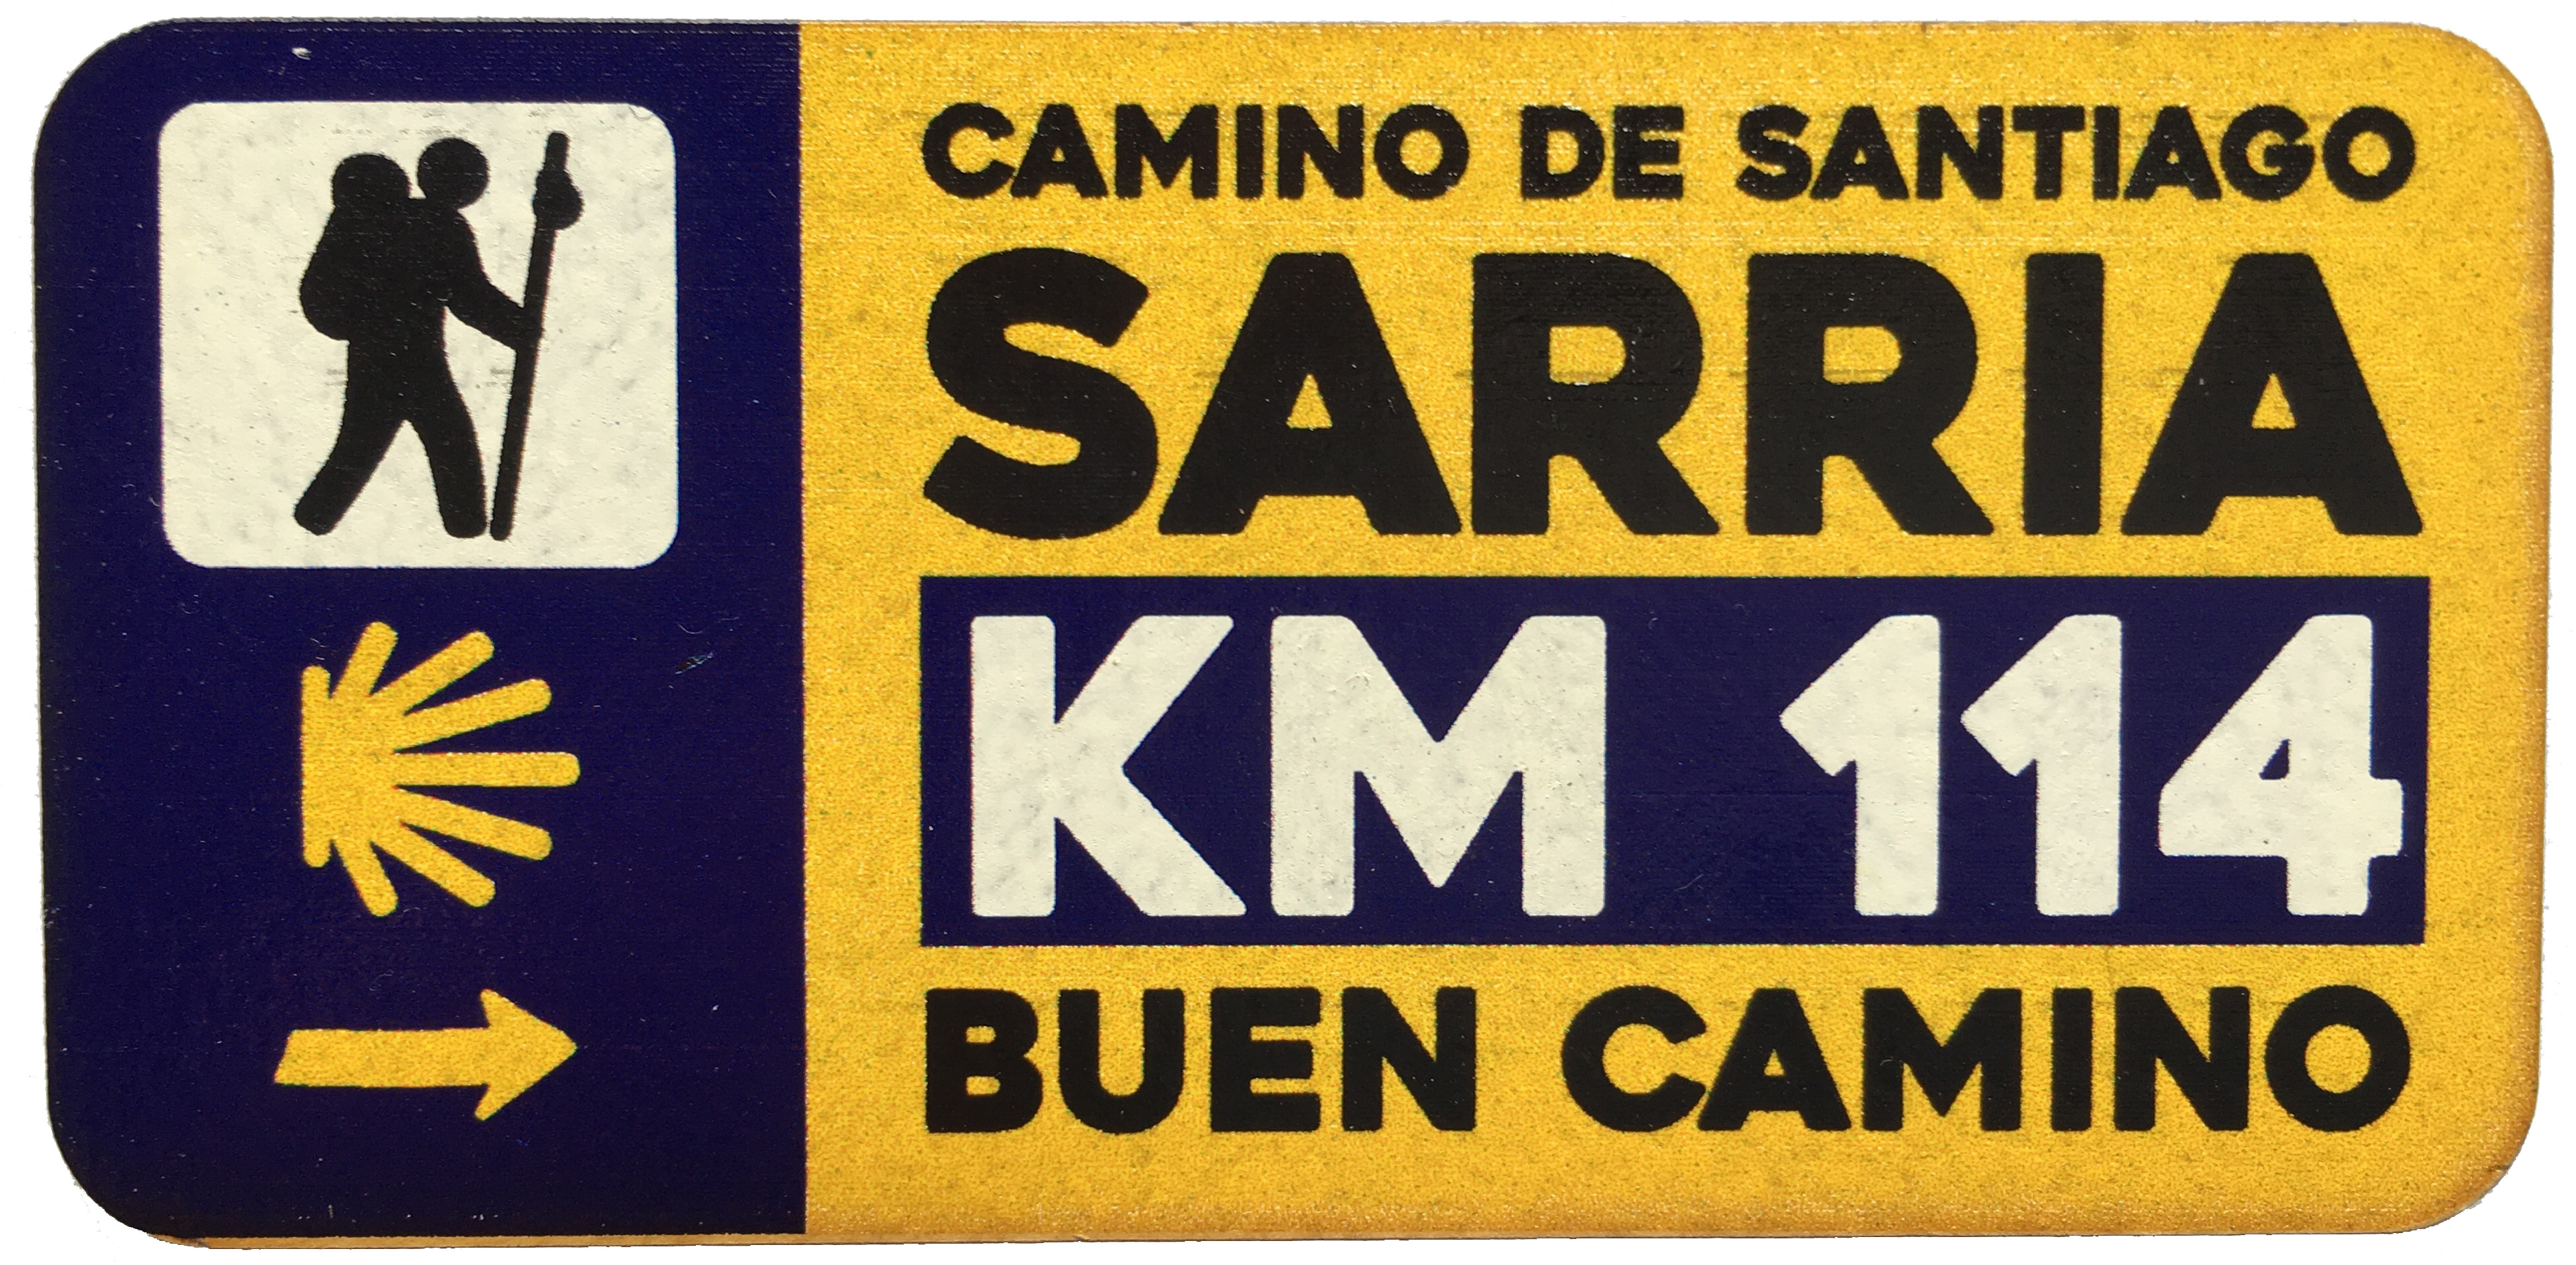 CAMINO DE SANTIAGO
SARRIA
KM 114
BUEN CAMINO